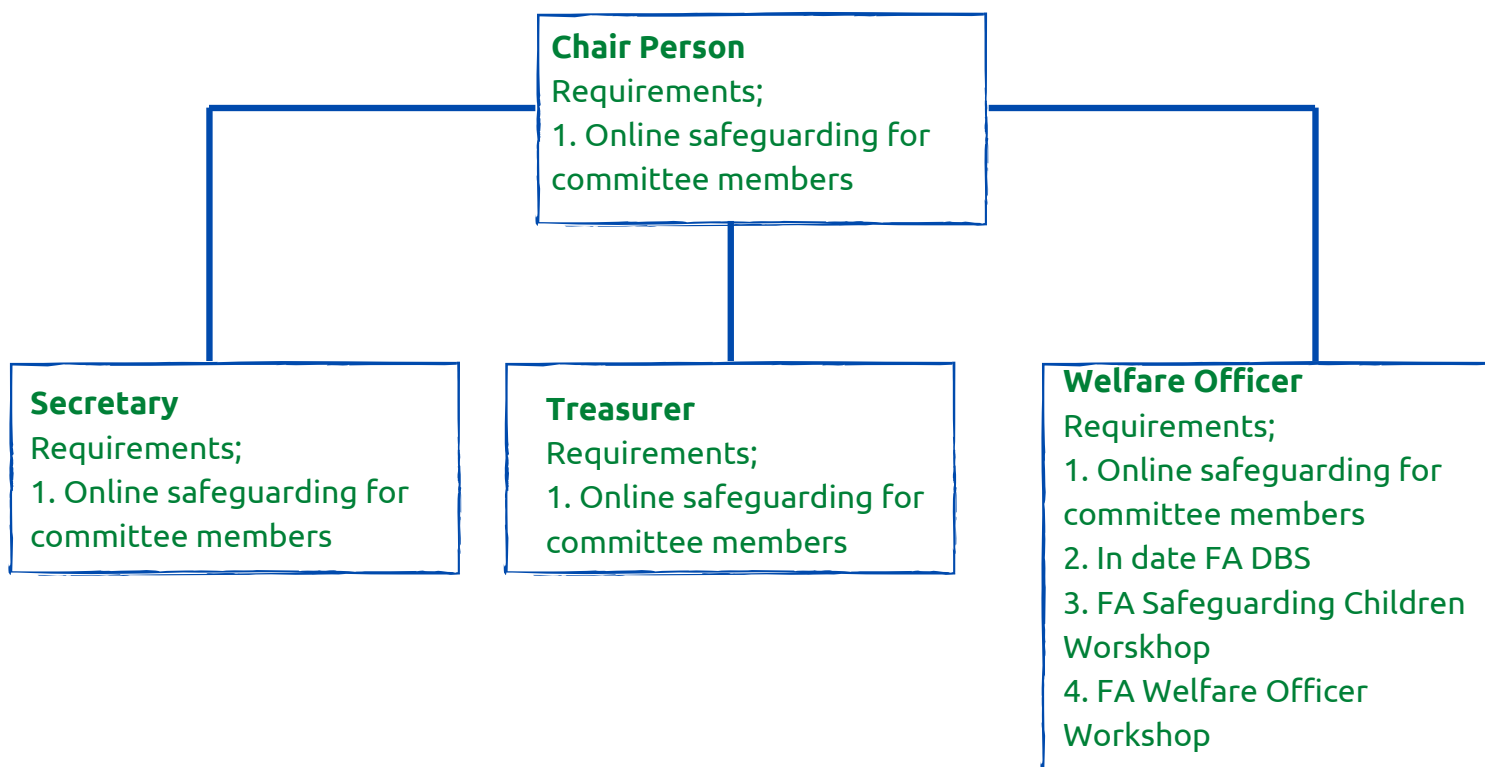 Chair Person
Requirements;
1. Online safeguarding for
committee members
Secretary
Requirements;
1. Online safeguarding for
committee members
Treasurer
Requirements;
1. Online safeguarding for
committee members
Welfare Officer
Requirements;
1. Online safeguarding for
committee members
2. In date FA DBS
3. FA Safeguarding Children
Worskhop
4. FA Welfare Officer
Workshop